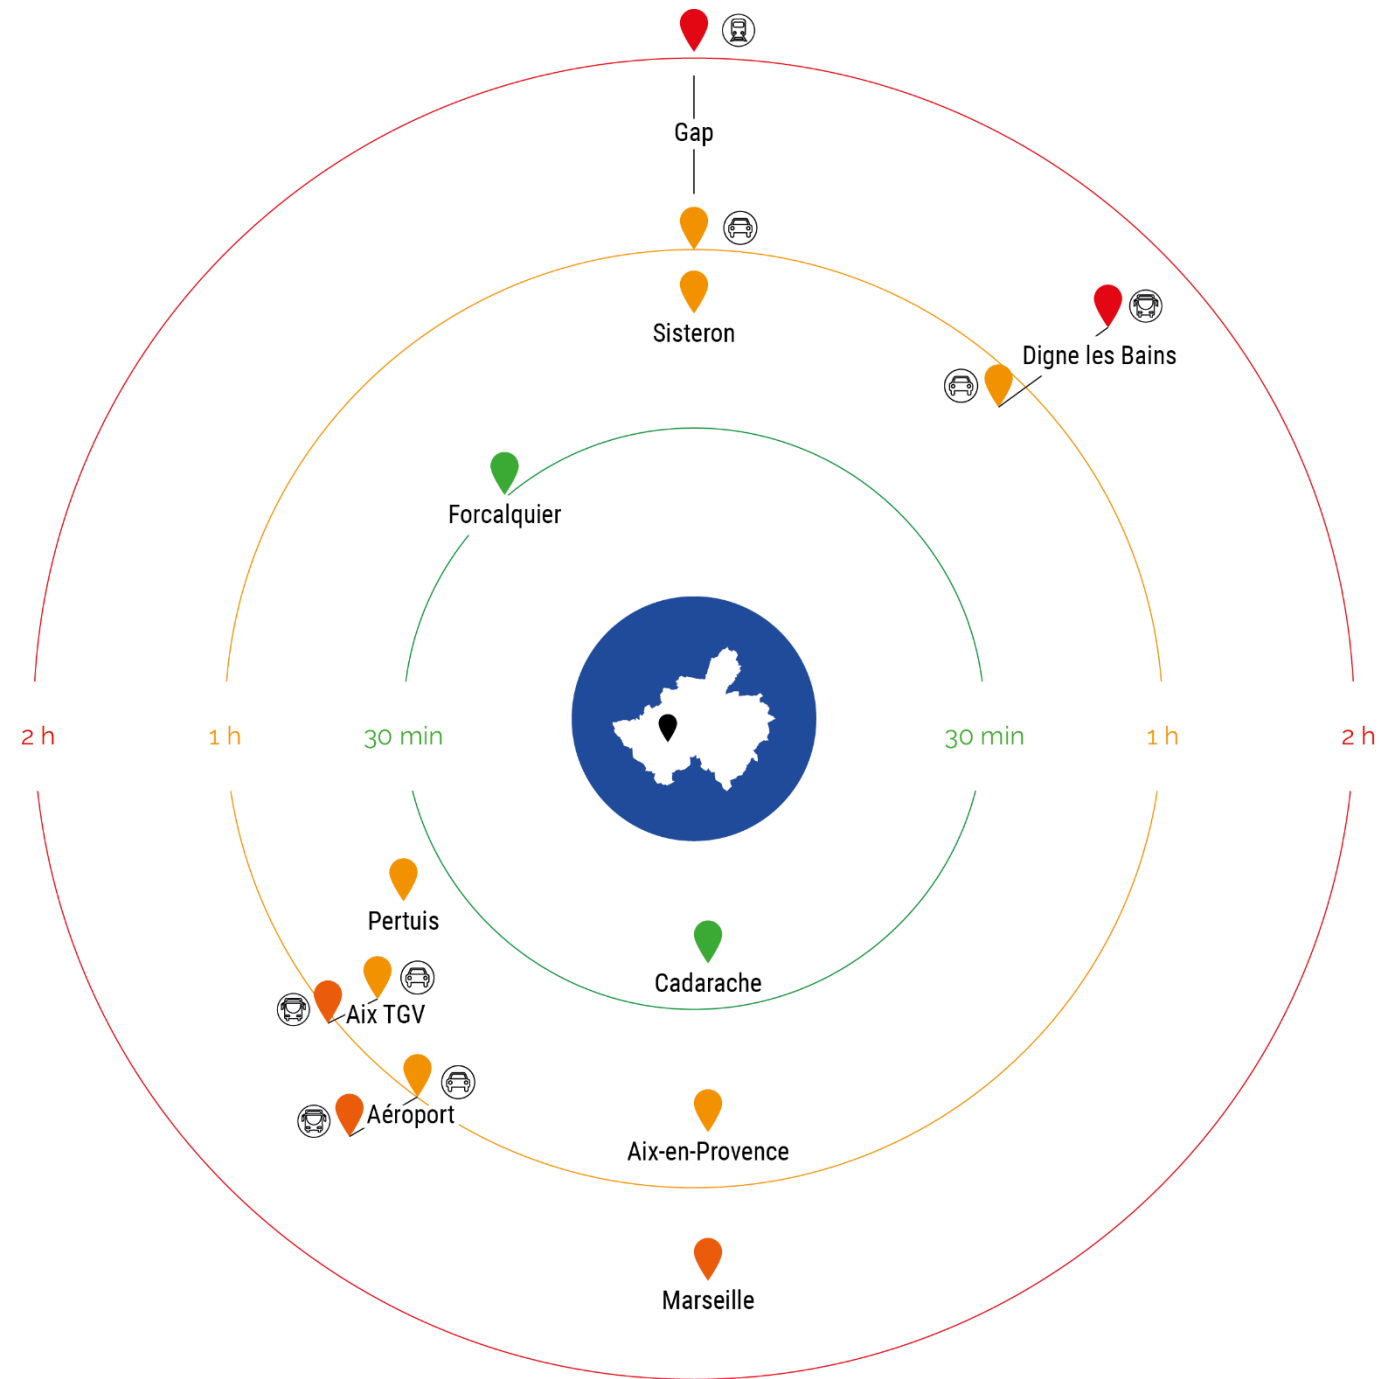 Gap
Sisteron
Digne les Bains
Forcalquier
2 h
1 h
30 min
30 min
1 h
2 h
Pertuis
Cadarache
Aix TGV
Aéroport
Aix-en-Provence
Marseille